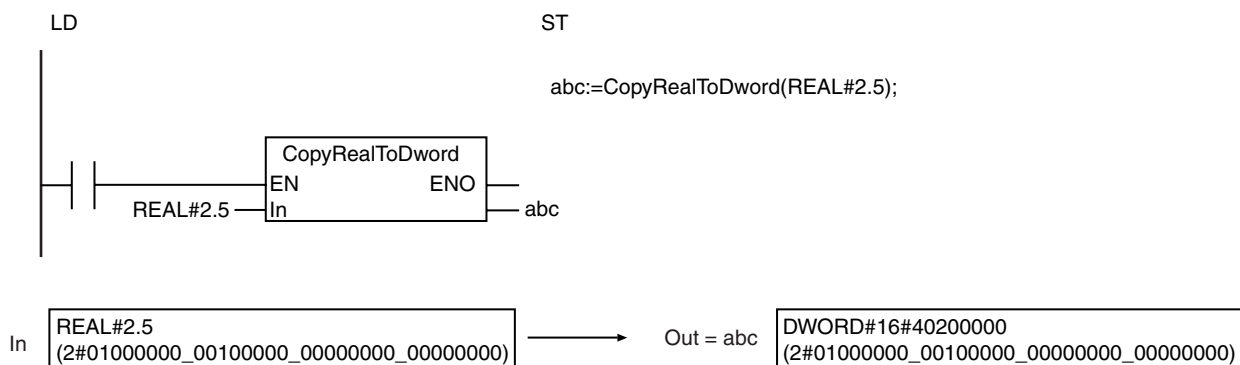 LD
ST
abc:=CopyRealToDword(REAL#2.5);
CopyRealToDword
EN ENO
REAL#2.5 In abc
In
REAL#2.5
(2#01000000_00100000_00000000_00000000)
Out = abc
DWORD#16#40200000
(2#01000000_00100000_00000000_00000000)